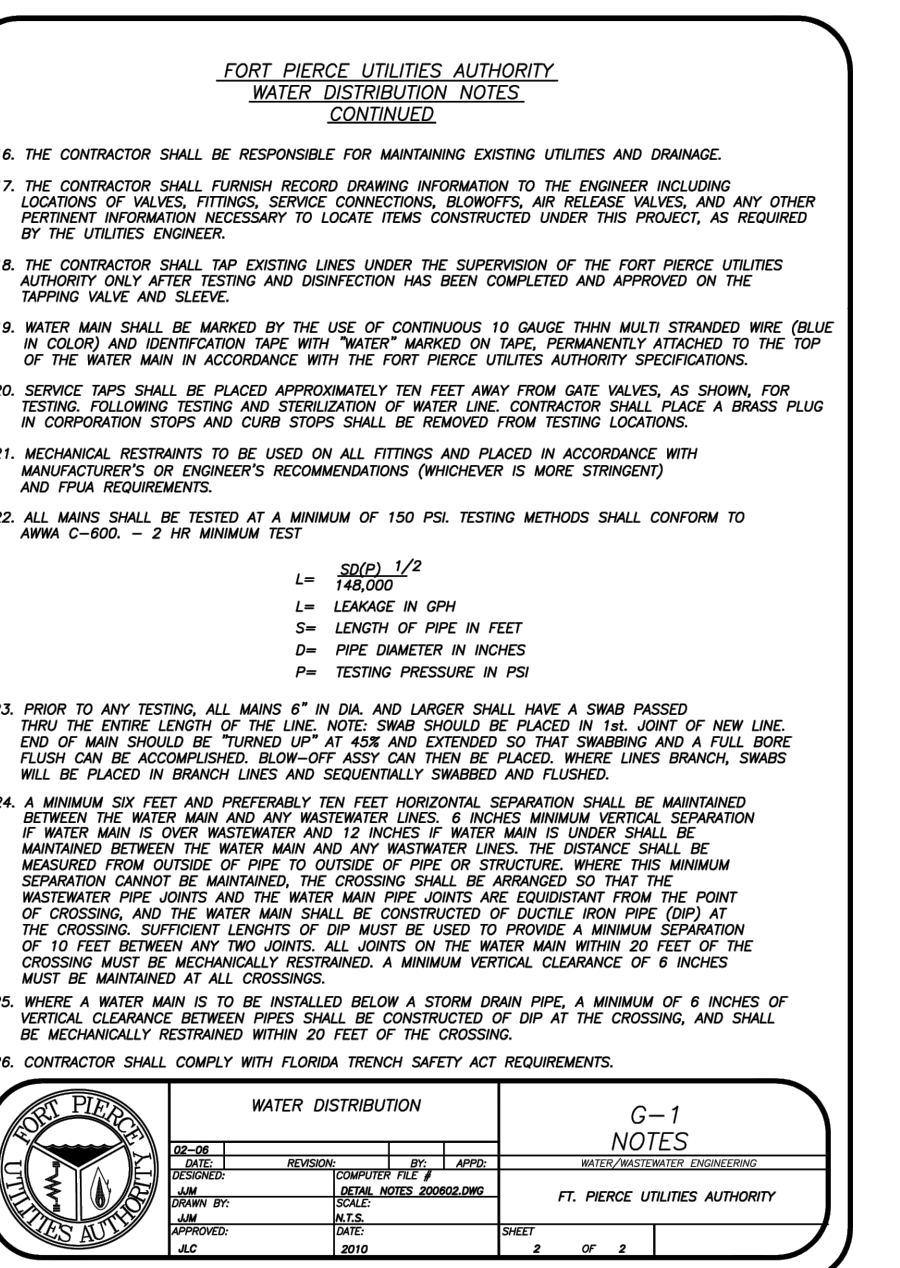 FORT PIERCE UTILITIES AUTHORITY
WATER DISTRIBUTION NOTES
CONTINUED
6. THE CONTRACTOR SHALL BE RESPONSIBLE FOR MAINTAINING EXISTING UTILITIES AND DRAINAGE.
7. THE CONTRACTOR SHALL FURNISH RECORD DRAWING INFORMATION TO THE ENGINEER INCLUDING
LOCATIONS OF VALVES, FITTINGS, SERVICE CONNECTIONS, BLOWOFFS, AIR RELEASE VALVES, AND ANY OTHER
PERTINENT INFORMATION NECESSARY TO LOCATE ITEMS CONSTRUCTED UNDER THIS PROJECT, AS REQUIRED
BY THE UTILITIES ENGINEER.
8. THE CONTRACTOR SHALL TAP EXISTING LINES UNDER THE SUPERVISION OF THE FORT PIERCE UTILITIES
AUTHORITY ONLY AFTER TESTING AND DISINFECTION HAS BEEN COMPLETED AND APPROVED ON THE
TAPPING VALVE AND SLEEVE.
9. WATER MAIN SHALL BE MARKED BY THE USE OF CONTINUOUS 10 GAUGE THHN MULTI STRANDED WIRE (BLUE
IN COLOR) AND IDENTIFCATION TAPE WITH "WATER" MARKED ON TAPE, PERMANENTLY ATTACHED TO THE TOP
OF THE WATER MAIN IN ACCORDANCE WITH THE FORT PIERCE UTILITES AUTHORITY SPECIFICATIONS.
20. SERVICE TAPS SHALL BE PLACED APPROXIMATELY TEN FEET AWAY FROM GATE VALVES, AS SHOWN, FOR
TESTING. FOLLOWING TESTING AND STERILIZATION OF WATER LINE. CONTRACTOR SHALL PLACE A BRASS PLUG
IN CORPORATION STOPS AND CURB STOPS SHALL BE REMOVED FROM TESTING LOCATIONS.
21. MECHANICAL RESTRAINTS TO BE USED ON ALL FITTINGS AND PLACED IN ACCORDANCE WITH
MANUFACTURER'S OR ENGINEER'S RECOMMENDATIONS (WHICHEVER IS MORE STRINGENT)
AND FPUA REQUIREMENTS.
22. ALL MAINS SHALL BE TESTED AT A MINIMUM OF 150 PSI. TESTING METHODS SHALL CONFORM TO
AWWA C-600. - 2 HR MINIMUM TEST
L= SD(P) 1/2
148,000
L= LEAKAGE IN GPH
S= LENGTH OF PIPE IN FEET
D= PIPE DIAMETER IN INCHES
P= TESTING PRESSURE IN PSI
23. PRIOR TO ANY TESTING, ALL MAINS 6" IN DIA. AND LARGER SHALL HAVE A SWAB PASSED
THRU THE ENTIRE LENGTH OF THE LINE. NOTE: SWAB SHOULD BE PLACED IN 1st. JOINT OF NEW LINE.
END OF MAIN SHOULD BE "TURNED UP" AT 45% AND EXTENDED SO THAT SWABBING AND A FULL BORE
FLUSH CAN BE ACCOMPLISHED. BLOW-OFF ASSY CAN THEN BE PLACED. WHERE LINES BRANCH, SWABS
WILL BE PLACED IN BRANCH LINES AND SEQUENTIALLY SWABBED AND FLUSHED.
24. A MINIMUM SIX FEET AND PREFERABLY TEN FEET HORIZONTAL SEPARATION SHALL BE MAIINTAINED
BETWEEN THE WATER MAIN AND ANY WASTEWATER LINES. 6 INCHES MINIMUM VERTICAL SEPARATION
IF WATER MAIN IS OVER WASTEWATER AND 12 INCHES IF WATER MAIN IS UNDER SHALL BE
MAINTAINED BETWEEN THE WATER MAIN AND ANY WASTWATER LINES. THE DISTANCE SHALL BE
MEASURED FROM OUTSIDE OF PIPE TO OUTSIDE OF PIPE OR STRUCTURE. WHERE THIS MINIMUM
SEPARATION CANNOT BE MAINTAINED, THE CROSSING SHALL BE ARRANGED SO THAT THE
WASTEWATER PIPE JOINTS AND THE WATER MAIN PIPE JOINTS ARE EQUIDISTANT FROM THE POINT
OF CROSSING, AND THE WATER MAIN SHALL BE CONSTRUCTED OF DUCTILE IRON PIPE (DIP) AT
THE CROSSING. SUFFICIENT LENGHTS OF DIP MUST BE USED TO PROVIDE A MINIMUM SEPARATION
OF 10 FEET BETWEEN ANY TWO JOINTS. ALL JOINTS ON THE WATER MAIN WITHIN 20 FEET OF THE
CROSSING MUST BE MECHANICALLY RESTRAINED. A MINIMUM VERTICAL CLEARANCE OF 6 INCHES
MUST BE MAINTAINED AT ALL CROSSINGS.
25. WHERE A WATER MAIN IS TO BE INSTALLED BELOW A STORM DRAIN PIPE, A MINIMUM OF 6 INCHES OF
VERTICAL CLEARANCE BETWEEN PIPES SHALL BE CONSTRUCTED OF DIP AT THE CROSSING, AND SHALL
BE MECHANICALLY RESTRAINED WITHIN 20 FEET OF THE CROSSING.
26. CONTRACTOR SHALL COMPLY WITH FLORIDA TRENCH SAFETY ACT REQUIREMENTS.
FORT PIERCE UTILITIES AUTHORITY
WATER DISTRIBUTION
02-06
DATE: REVISION: BY: APPD:
DESIGNED: COMPUTER FILE #
JJM DETAIL NOTES 200602.DWG
DRAWN BY: SCALE:
JJM N.T.S.
APPROVED: DATE:
JLC 2010
G-1
NOTES
WATER/WASTEWATER ENGINEERING
FT. PIERCE UTILITIES AUTHORITY
SHEET
2 OF 2